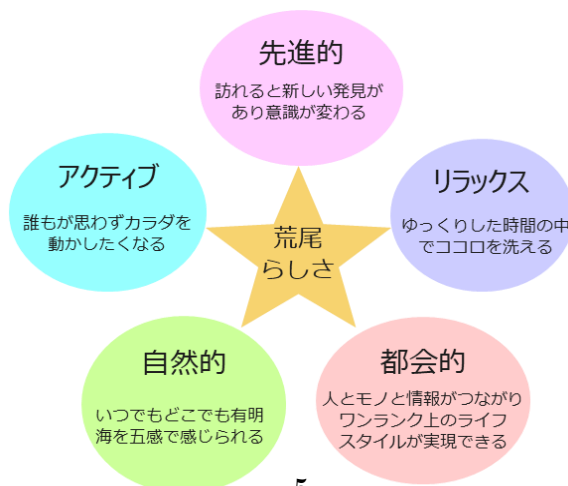 先進的
訪れると新しい発見が
あり意識が変わる
アクティブ
誰もが思わずカラダを
動かしたくなる
リラックス
ゆっくりした時間の中
でココロを洗える
荒尾
らしさ
自然的
いつでもどこでも有明
海を五感で感じられる
都会的
人とモノと情報がつながり
ワンランク上のライフ
スタイルが実現できる